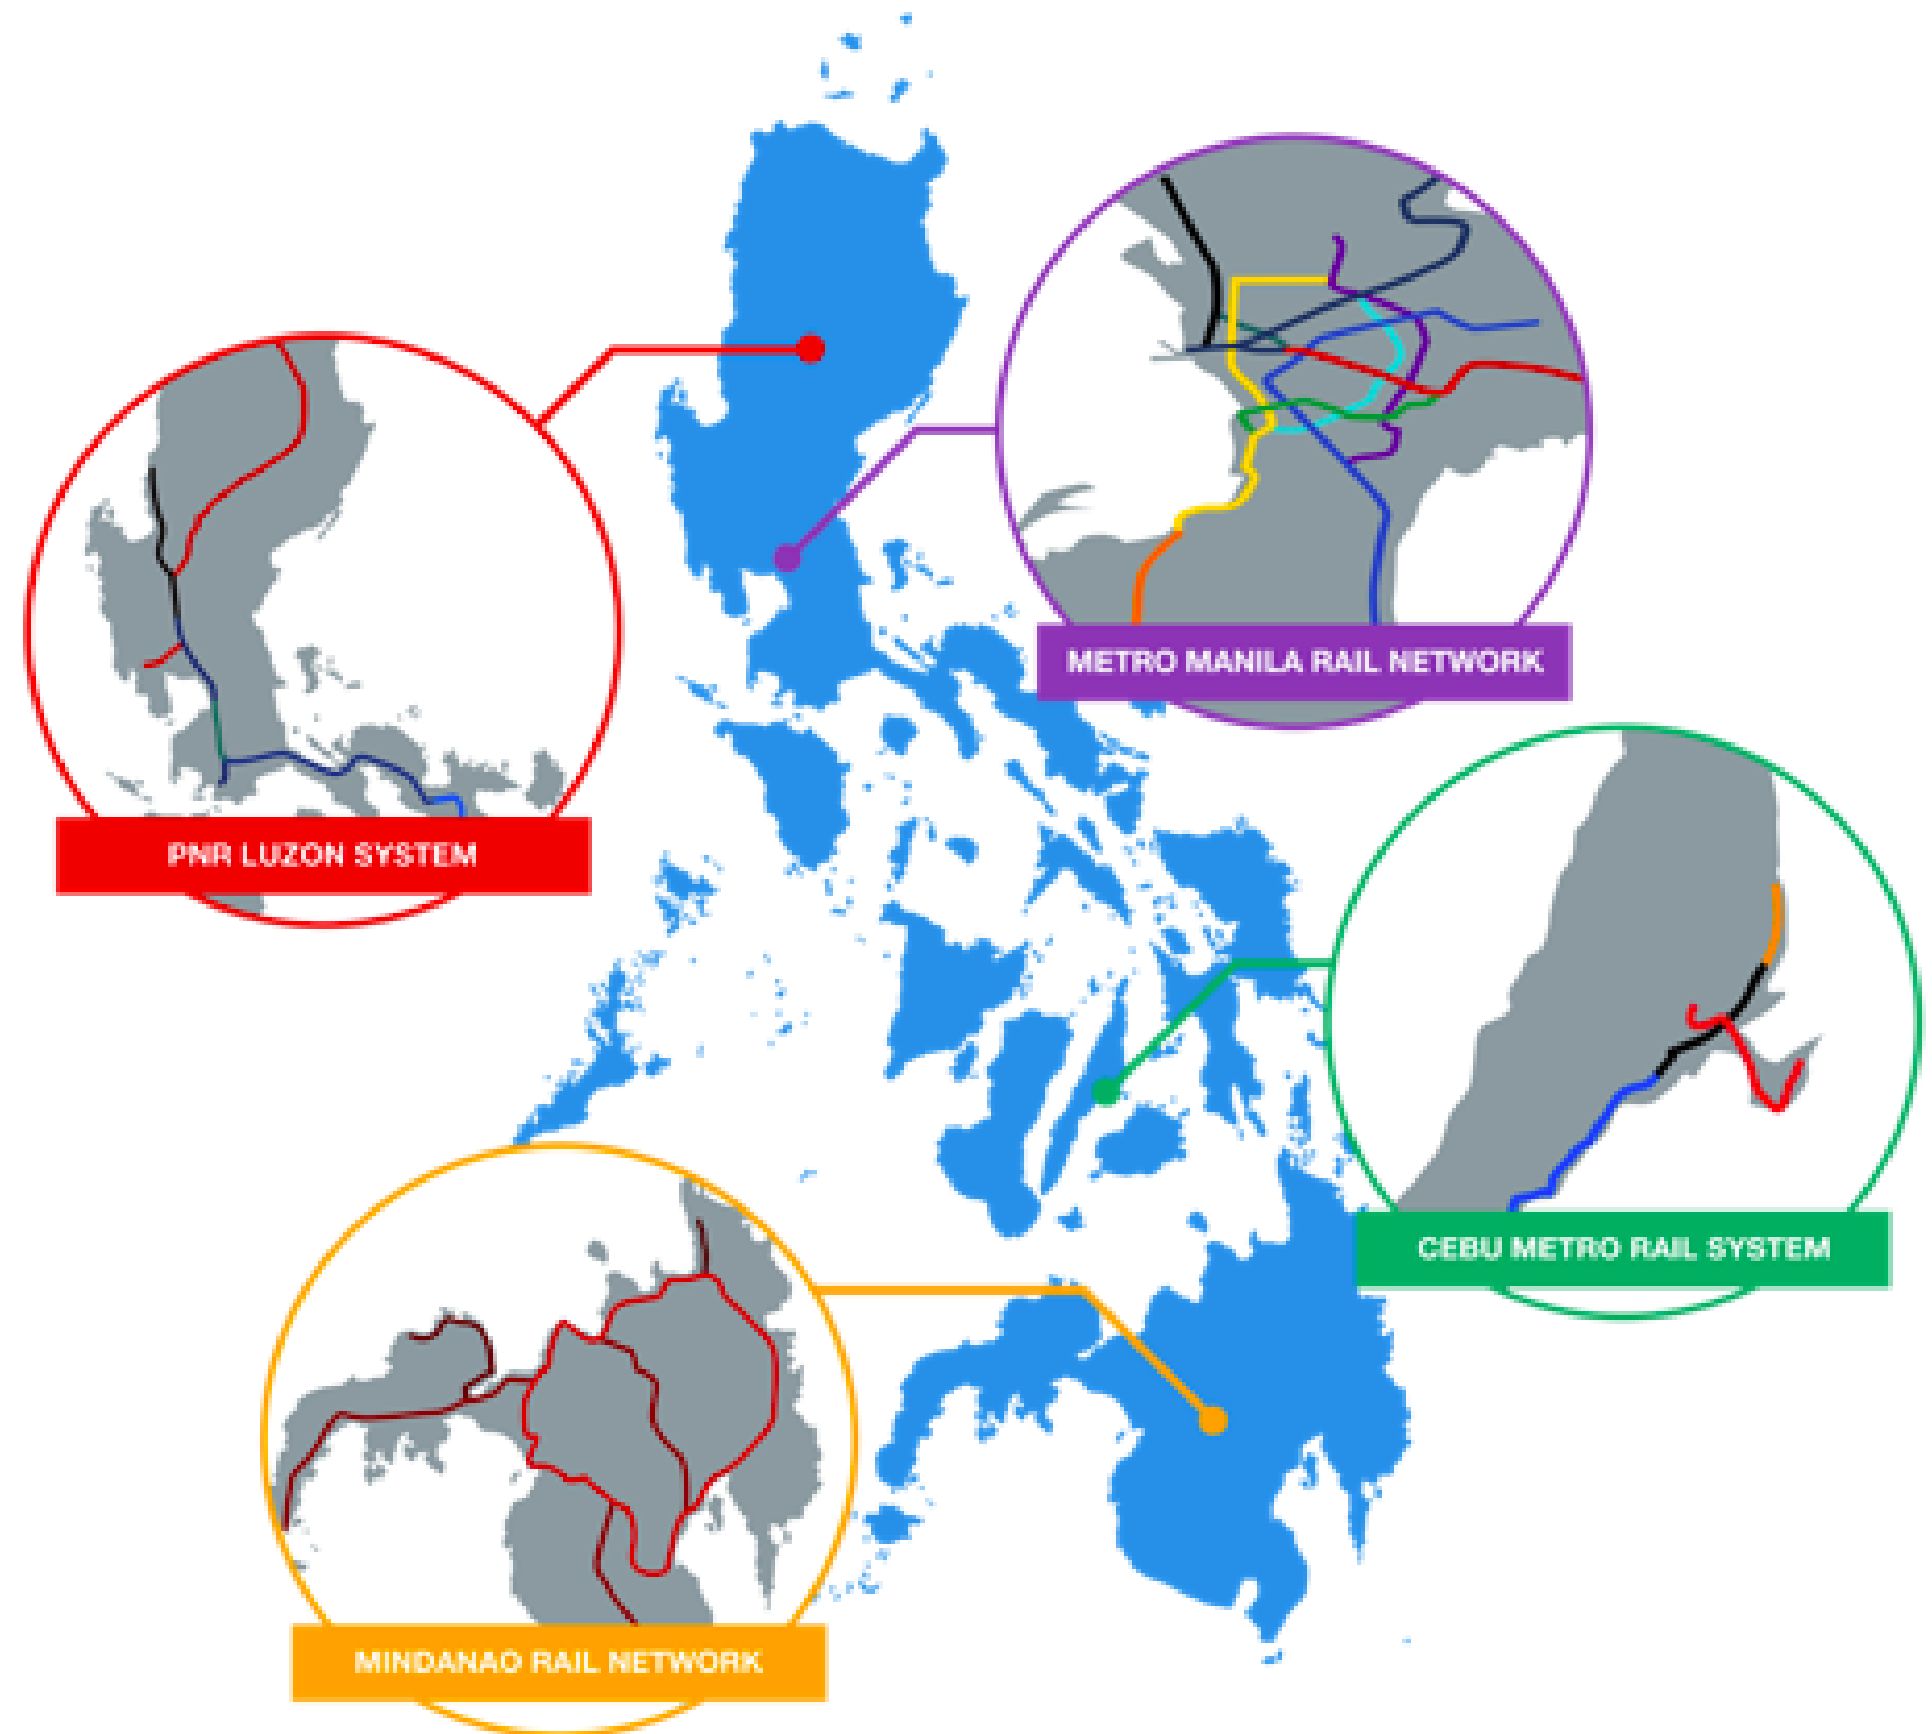 METRO MANILA RAIL NETWORK
PNR LUZON SYSTEM
CEBU METRO RAIL SYSTEM
MINDANAO RAIL NETWORK